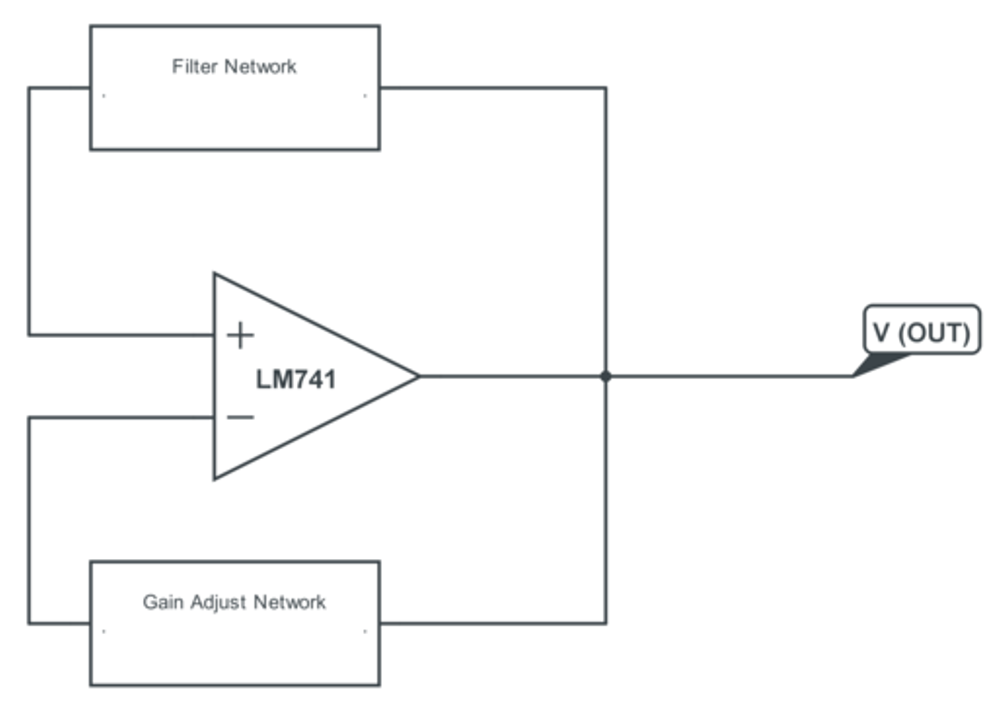 Filter Network
V (OUT)
+
LM741
−
Gain Adjust Network